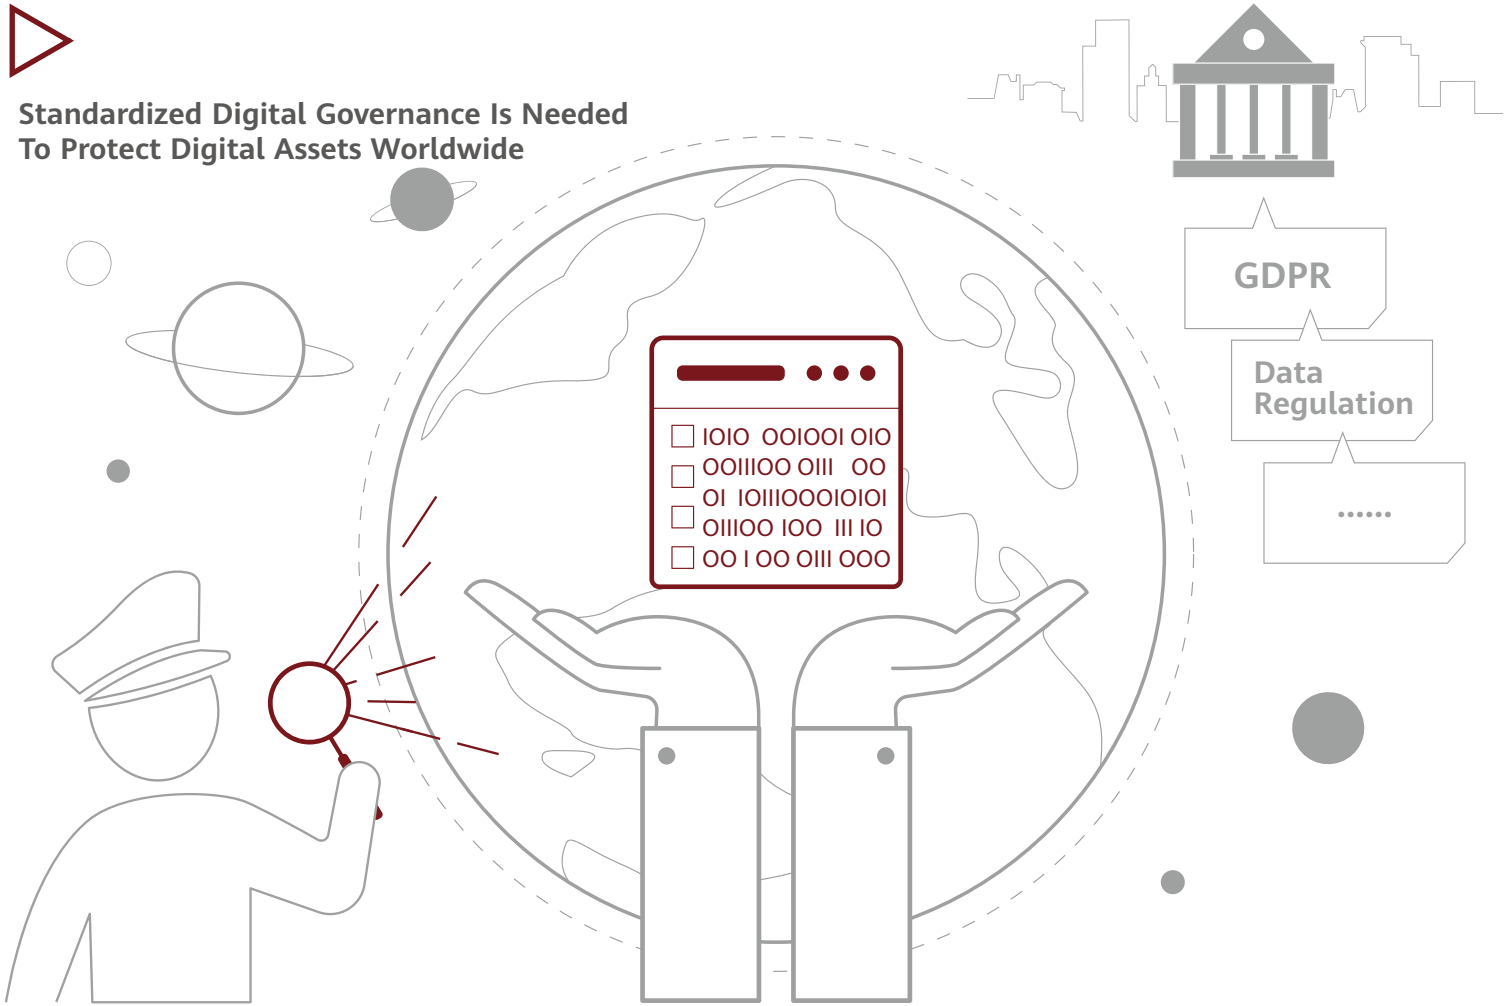 Standardized Digital Governance Is Needed
To Protect Digital Assets Worldwide
GDPR
Data
Regulation
......
IOIO OOIOOI OIO
OOIIIOO OIII OO
OI IOIIIOOOIOIOI
OIIIOO IOO III IO
OO I OO OIII OOO